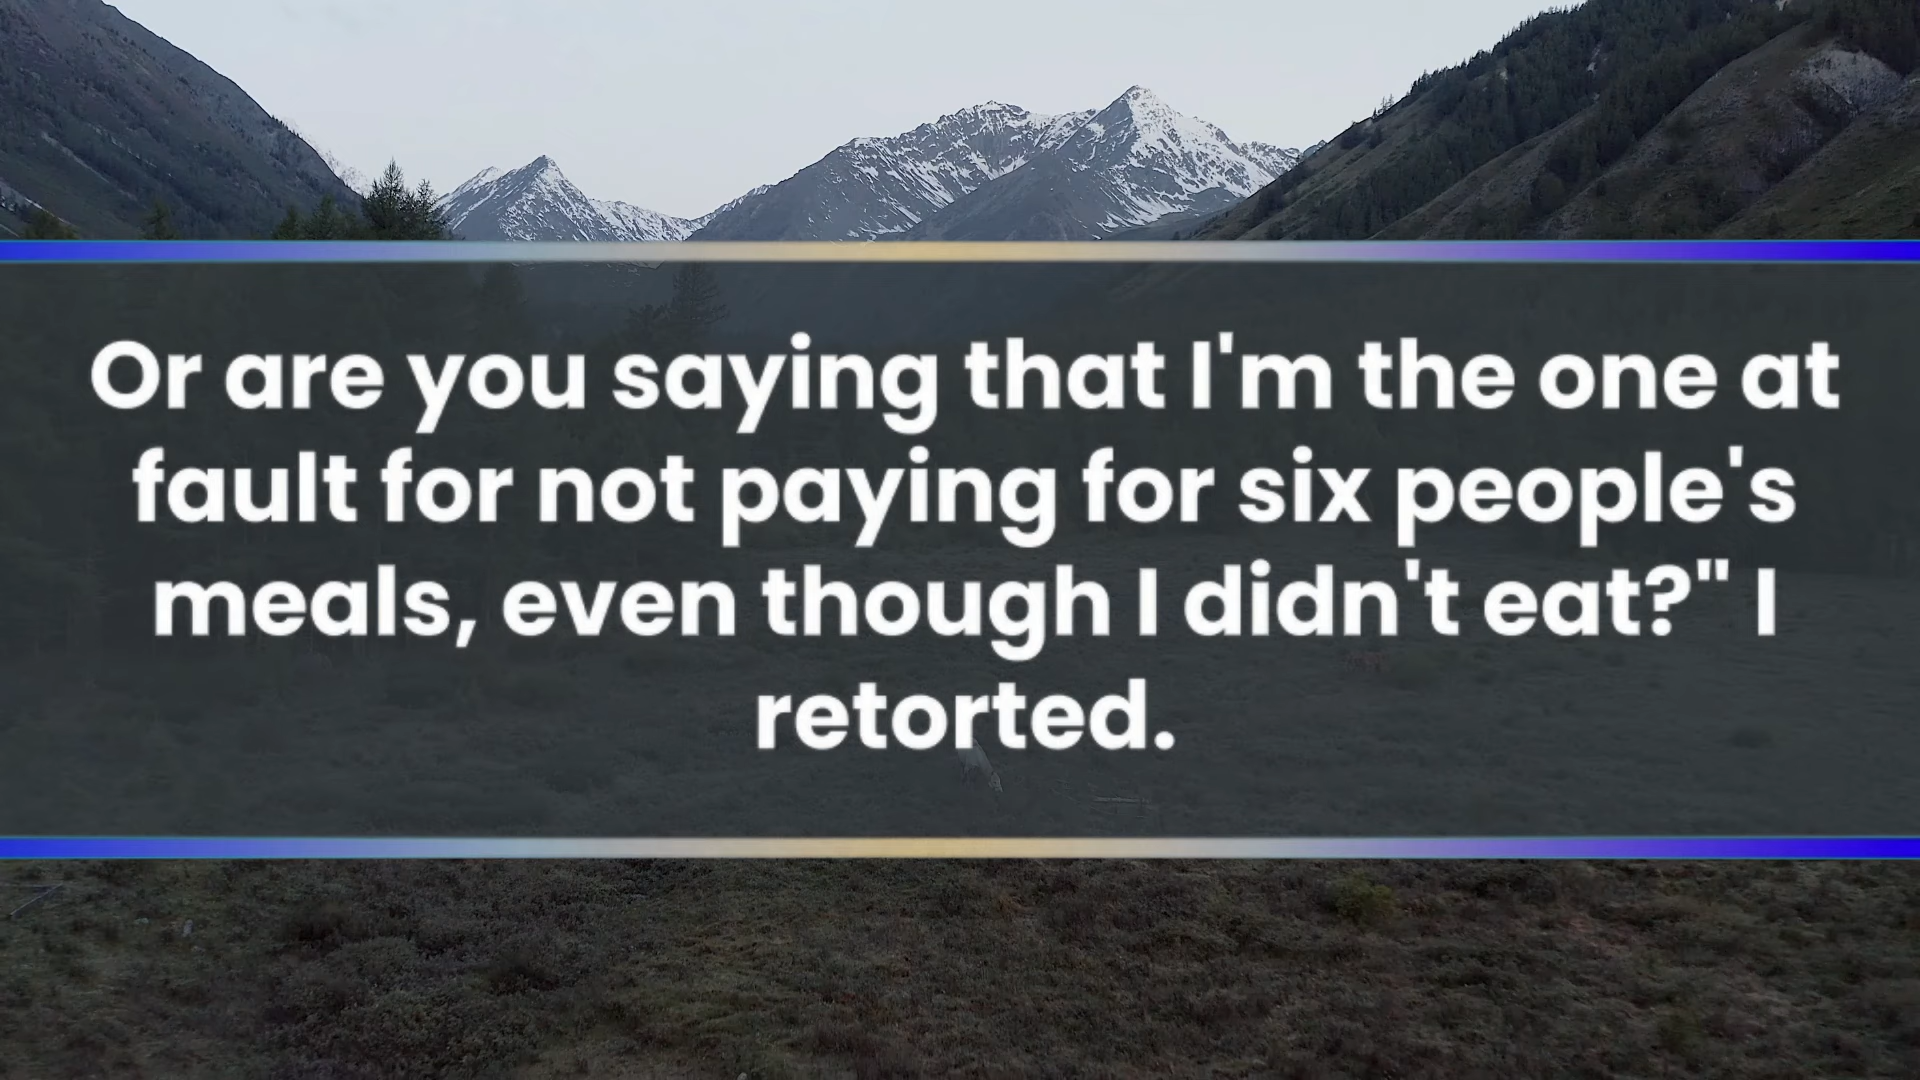 Or are you saying that I'm the one at
fault for not paying for six people's
meals, even though I didn't eat?" I
retorted.